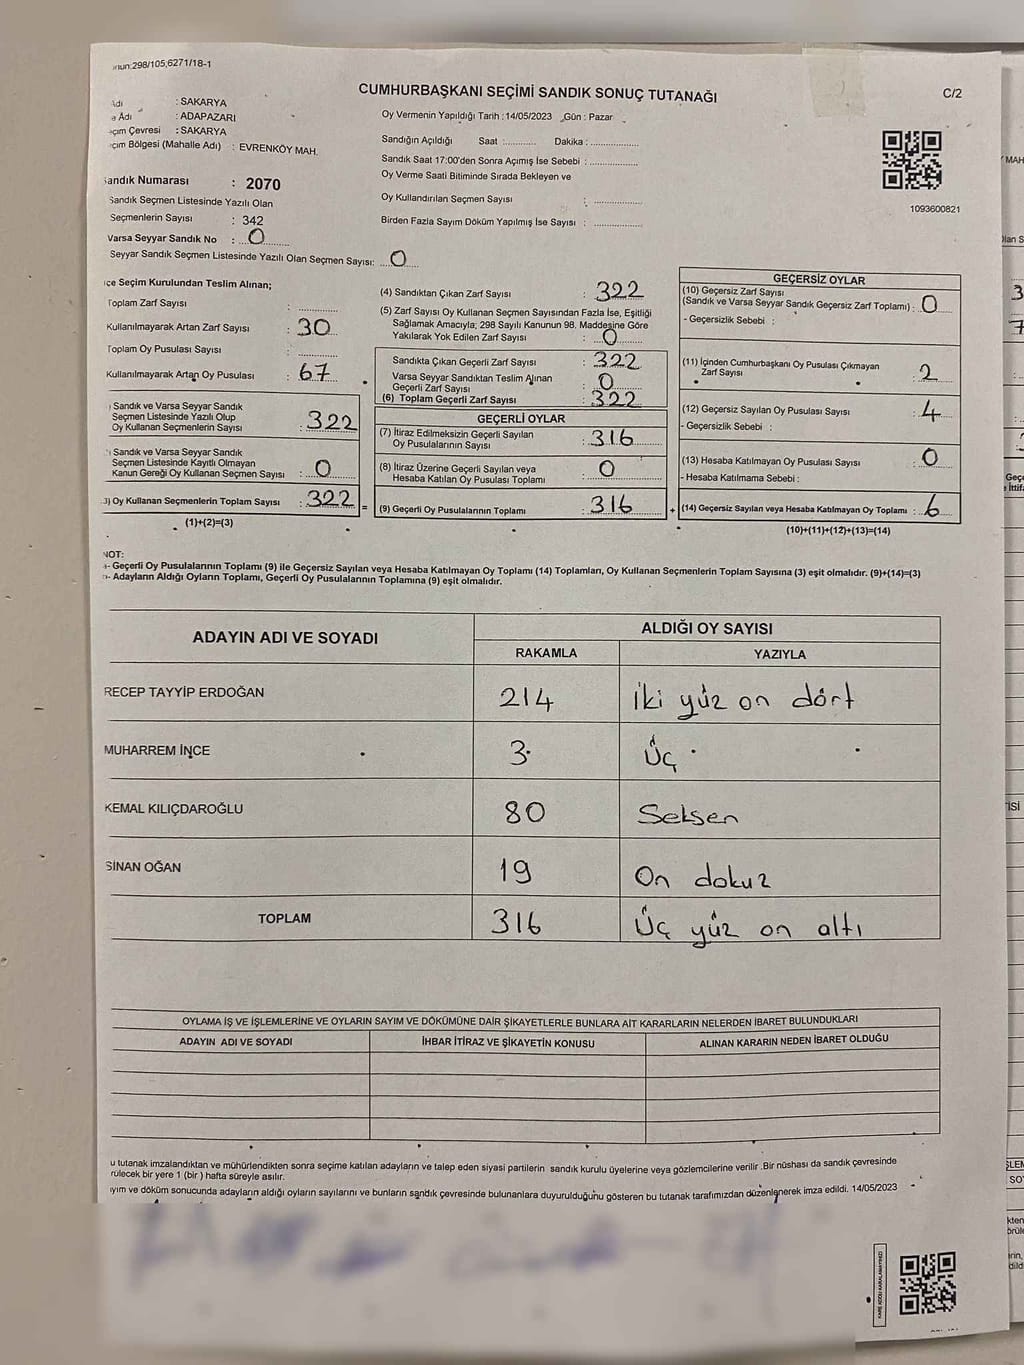 298/105;6271/18-1
CUMHURBAŞKANI SEÇİMİ SANDIK SONUÇ TUTANAĞI
C/2
: SAKARYA
Adı : ADAPAZARI
Çevresi : SAKARYA
Bölgesi (Mahalle Adı) : EVRENKÖY MAH.
Oy Vermenin Yapıldığı Tarih : 14/05/2023 Gün : Pazar
Sandığın Açıldığı Saat :............ Dakika :..................
Sandık Saat 17:00'den Sonra Açımış İse Sebebi :..................
Oy Verme Saati Bitiminde Sırada Bekleyen ve
Oy Kullandırılan Seçmen Sayısı : ..................
Birden Fazla Sayım Döküm Yapılmış İse Sayısı : ..................
1093600821
Sandık Numarası : 2070
Sandık Seçmen Listesinde Yazılı Olan
Seçmenlerin Sayısı : 342
Varsa Seyyar Sandık No : 0
Seyyar Sandık Seçmen Listesinde Yazılı Olan Seçmen Sayısı: 0
Seçim Kurulundan Teslim Alınan;
Toplam Zarf Sayısı : ..............
Kullanılmayarak Artan Zarf Sayısı : 30
Toplam Oy Pusulası Sayısı : ..............
Kullanılmayarak Artan Oy Pusulası : 67
Sandık ve Varsa Seyyar Sandık
Seçmen Listesinde Yazılı Olup
Oy Kullanan Seçmenlerin Sayısı : 322
Sandık ve Varsa Seyyar Sandık
Seçmen Listesinde Kayıtlı Olmayan
Kanun Gereği Oy Kullanan Seçmen Sayısı : 0
3) Oy Kullanan Seçmenlerin Toplam Sayısı : 322 =
(1)+(2)=(3)
(4) Sandıktan Çıkan Zarf Sayısı : 322
(5) Zarf Sayısı Oy Kullanan Seçmen Sayısından Fazla İse, Eşitliği
Sağlamak Amacıyla; 298 Sayılı Kanunun 98. Maddesine Göre
Yakılarak Yok Edilen Zarf Sayısı : 0
Sandıkta Çıkan Geçerli Zarf Sayısı : 322
Varsa Seyyar Sandıktan Teslim Alınan
Geçerli Zarf Sayısı : 0
(6) Toplam Geçerli Zarf Sayısı : 322
GEÇERLİ OYLAR
(7) İtiraz Edilmeksizin Geçerli Sayılan
Oy Pusulalarının Sayısı : 316
(8) İtiraz Üzerine Geçerli Sayılan veya
Hesaba Katılan Oy Pusulası Toplamı : 0
(9) Geçerli Oy Pusulalarının Toplamı : 316 +
GEÇERSİZ OYLAR
(10) Geçersiz Zarf Sayısı
(Sandık ve Varsa Seyyar Sandık Geçersiz Zarf Toplamı) : 0
- Geçersizlik Sebebi :
(11) İçinden Cumhurbaşkanı Oy Pusulası Çıkmayan
Zarf Sayısı : 2
(12) Geçersiz Sayılan Oy Pusulası Sayısı : 4
- Geçersizlik Sebebi :
(13) Hesaba Katılmayan Oy Pusulası Sayısı : 0
- Hesaba Katılmama Sebebi :
(14) Geçersiz Sayılan veya Hesaba Katılmayan Oy Toplamı : 6
(10)+(11)+(12)+(13)=(14)
NOT:
a- Geçerli Oy Pusulalarının Toplamı (9) ile Geçersiz Sayılan veya Hesaba Katılmayan Oy Toplamı (14) Toplamları, Oy Kullanan Seçmenlerin Toplam Sayısına (3) eşit olmalıdır. (9)+(14)=(3)
b- Adayların Aldığı Oyların Toplamı, Geçerli Oy Pusulalarının Toplamına (9) eşit olmalıdır.
ADAYIN ADI VE SOYADI ALDIĞI OY SAYISI
RAKAMLA YAZIYLA
RECEP TAYYİP ERDOĞAN 214 iki yüz on dört
MUHARREM İNCE 3 Üç
KEMAL KILIÇDAROĞLU 80 Seksen
SİNAN OĞAN 19 On dokuz
TOPLAM 316 Üç yüz on altı
OYLAMA İŞ VE İŞLEMLERİNE VE OYLARIN SAYIM VE DÖKÜMÜNE DAİR ŞİKAYETLERLE BUNLARA AİT KARARLARIN NELERDEN İBARET BULUNDUKLARI
ADAYIN ADI VE SOYADI İHBAR İTİRAZ VE ŞİKAYETİN KONUSU ALINAN KARARIN NEDEN İBARET OLDUĞU
u tutanak imzalandıktan ve mühürlendikten sonra seçime katılan adayların ve talep eden siyasi partilerin sandık kurulu üyelerine veya gözlemcilerine verilir .Bir nüshası da sandık çevresinde
rülecek bir yere 1 (bir ) hafta süreyle asılır.
ayım ve döküm sonucunda adayların aldığı oyların sayılarını ve bunların sandık çevresinde bulunanlara duyurulduğunu gösteren bu tutanak tarafımızdan düzenlenerek imza edildi. 14/05/2023